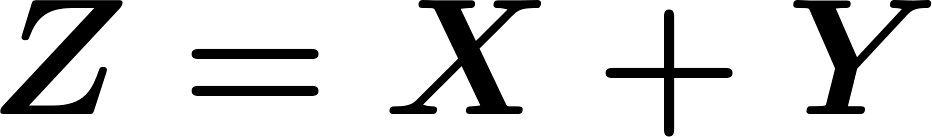 Z = X + Y